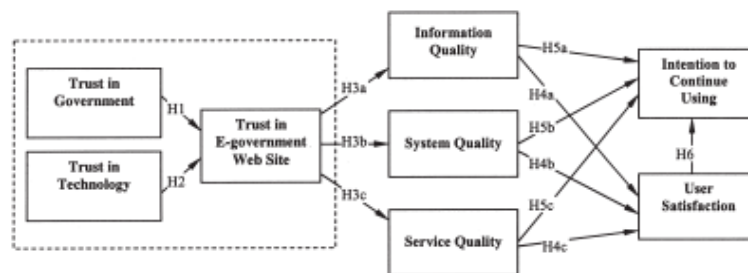 Trust in
Government
Trust in
Technology
H1
H2
Trust in
E-government
Web Site
H3a
H3b
H3c
Information
Quality
System Quality
Service Quality
H5a
H4a
H5b
H4b
H5c
H4c
Intention to
Continue
Using
H6
User
Satisfaction